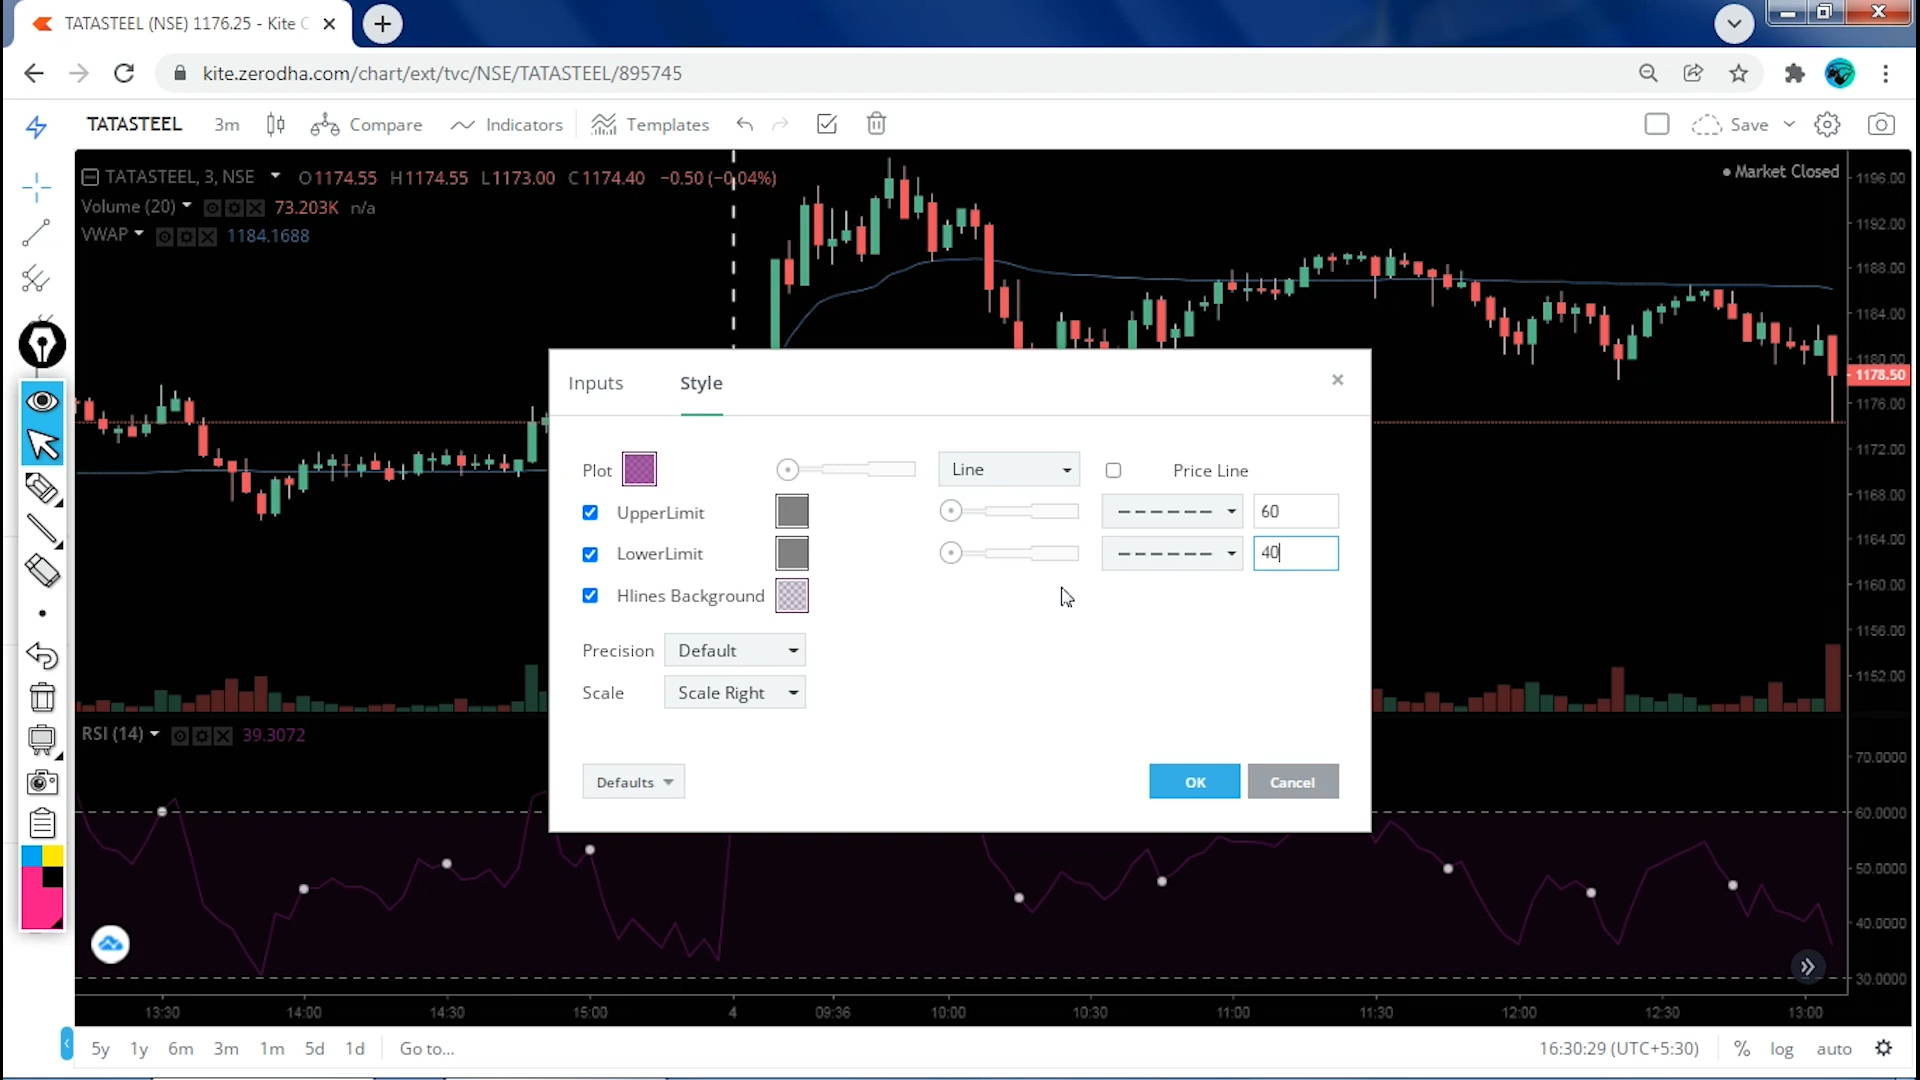 TATASTEEL (NSE) 1176.25 - Kite C
kite.zerodha.com/chart/ext/tvc/NSE/TATASTEEL/895745
TATASTEEL 3m Compare Indicators Templates Save
TATASTEEL, 3, NSE O1174.55 H1174.55 L1173.00 C1174.40 −0.50 (−0.04%)
Market Closed
Volume (20) 73.203K n/a
VWAP 1184.1688
1196.00
1192.00
1188.00
1184.00
1180.00
1178.50
1176.00
1172.00
1168.00
1164.00
1160.00
1156.00
1152.00
Inputs Style
Plot Line Price Line
UpperLimit 60
LowerLimit 40
Hlines Background
Precision Default
Scale Scale Right
Defaults OK Cancel
RSI (14) 39.3072
70.0000
60.0000
50.0000
40.0000
30.0000
13:30 14:00 14:30 15:00 4 09:36 10:00 10:30 11:00 11:30 12:00 12:30 13:00
5y 1y 6m 3m 1m 5d 1d Go to... 16:30:29 (UTC+5:30) % log auto